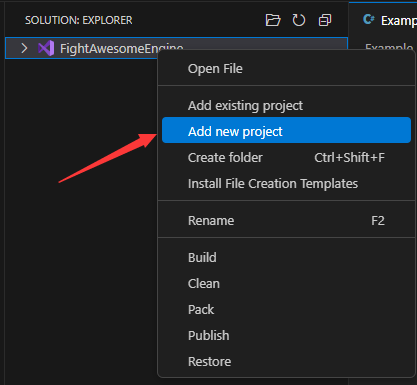 SOLUTION: EXPLORER
C# Example
FightAwesomeEngine
Example
Open File
Add existing project
Add new project
Create folder Ctrl+Shift+F
Install File Creation Templates
Rename F2
Build
Clean
Pack
Publish
Restore